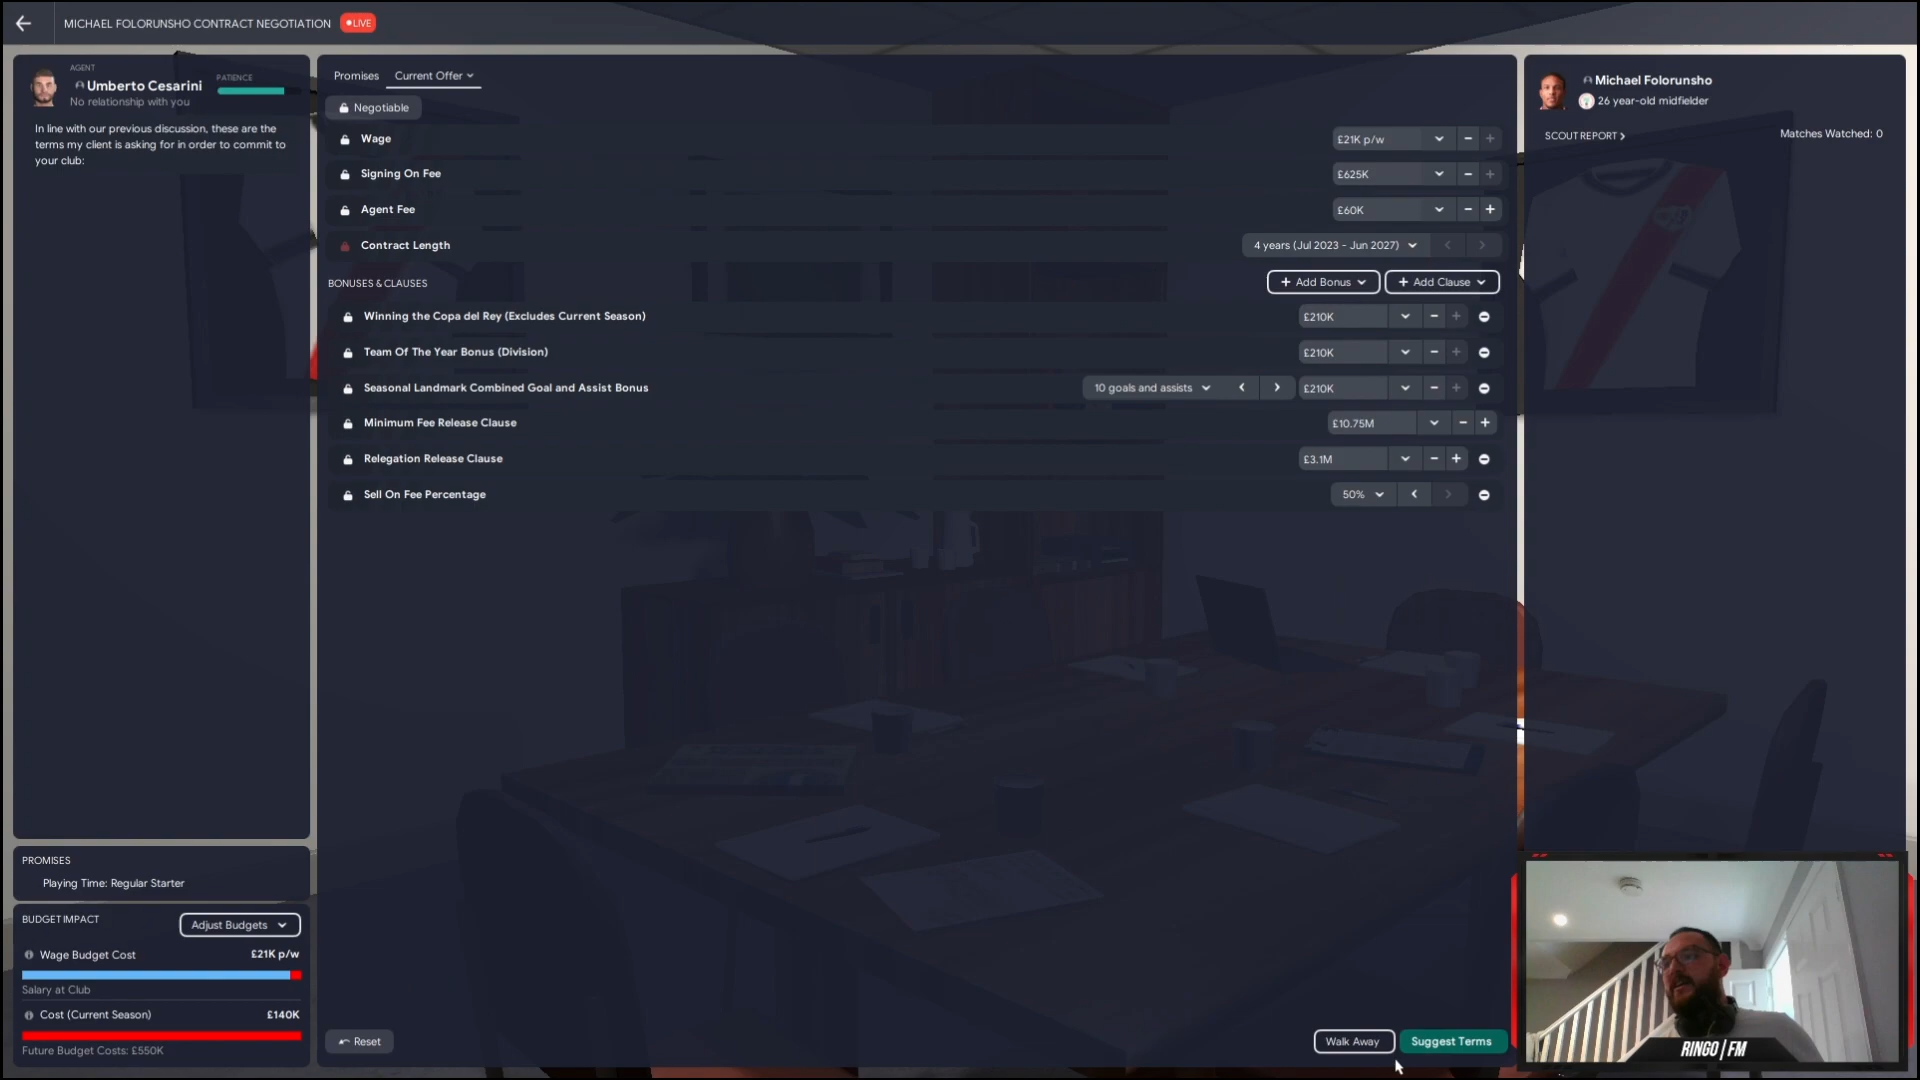 MICHAEL FOLORUNSHO CONTRACT NEGOTIATION
LIVE
AGENT
Umberto Cesarini
No relationship with you
PATIENCE
In line with our previous discussion, these are the
terms my client is asking for in order to commit to
your club:
Promises
Current Offer
Negotiable
Wage
£21K p/w
Signing On Fee
£625K
Agent Fee
£60K
Contract Length
4 years (Jul 2023 - Jun 2027)
BONUSES & CLAUSES
+ Add Bonus
+ Add Clause
Winning the Copa del Rey (Excludes Current Season)
£210K
Team Of The Year Bonus (Division)
£210K
Seasonal Landmark Combined Goal and Assist Bonus
10 goals and assists
£210K
Minimum Fee Release Clause
£10.75M
Relegation Release Clause
£3.1M
Sell On Fee Percentage
50%
Michael Folorunsho
26 year-old midfielder
SCOUT REPORT
Matches Watched: 0
PROMISES
Playing Time: Regular Starter
BUDGET IMPACT
Adjust Budgets
Wage Budget Cost
£21K p/w
Salary at Club
Cost (Current Season)
£140K
Future Budget Costs: £550K
Reset
Walk Away
Suggest Terms
RINGO | FM